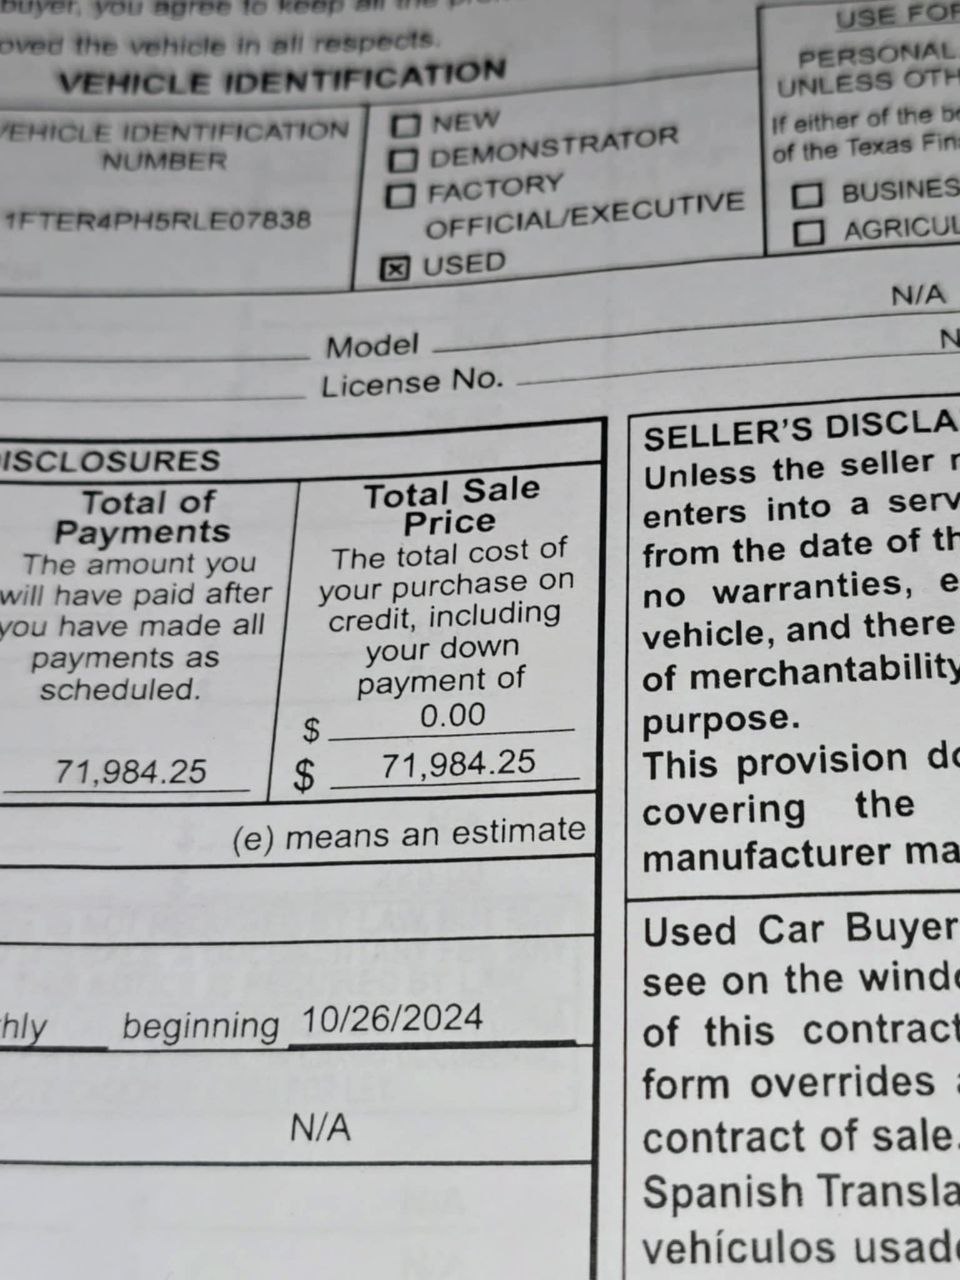 buyer, you agree to keep all the
oved the vehicle in all respects.
VEHICLE IDENTIFICATION
VEHICLE IDENTIFICATION
NUMBER
1FTER4PH5RLE07838
NEW
DEMONSTRATOR
FACTORY
OFFICIAL/EXECUTIVE
☒ USED
USE FOR
PERSONAL,
UNLESS OTH
If either of the bo
of the Texas Fina
BUSINES
AGRICUL
N/A
Model
N
License No.
ISCLOSURES
Total of
Payments
The amount you
will have paid after
you have made all
payments as
scheduled.
71,984.25
Total Sale
Price
The total cost of
your purchase on
credit, including
your down
payment of
$ 0.00
$ 71,984.25
(e) means an estimate
hly beginning 10/26/2024
N/A
SELLER'S DISCLA
Unless the seller
enters into a serv
from the date of th
no warranties, e
vehicle, and there
of merchantability
purpose.
This provision do
covering the
manufacturer ma
Used Car Buyer
see on the windo
of this contract
form overrides
contract of sale.
Spanish Transla
vehículos usado